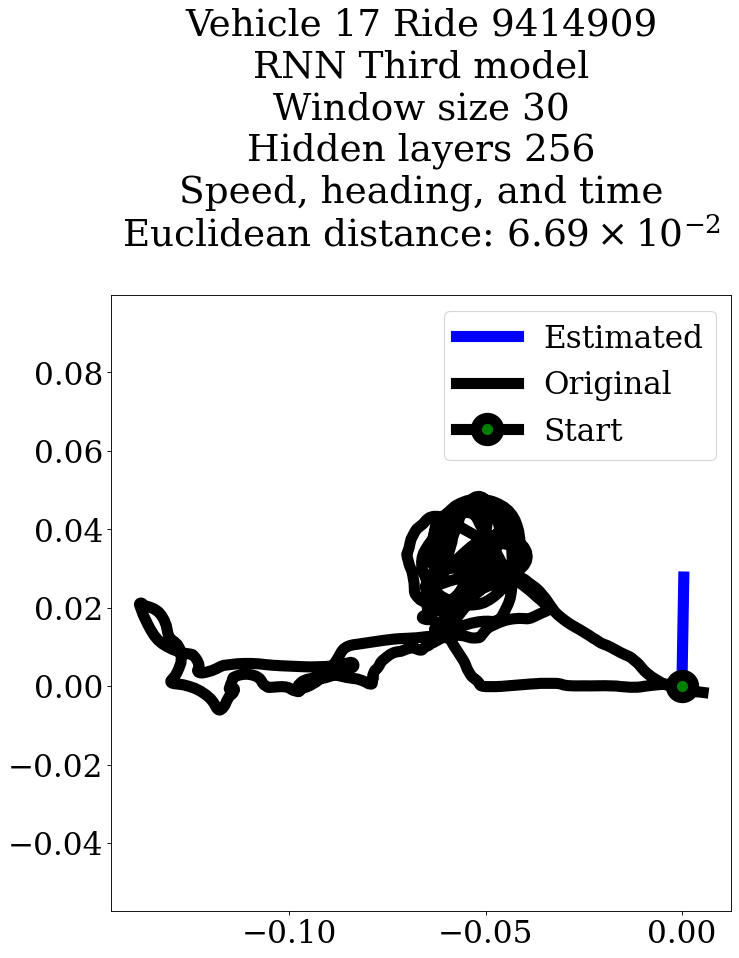 Vehicle 17 Ride 9414909
RNN Third model
Window size 30
Hidden layers 256
Speed, heading, and time
Euclidean distance: 6.69 × 10⁻²
Estimated
Original
Start
0.08
0.06
0.04
0.02
0.00
−0.02
−0.04
−0.10
−0.05
0.00